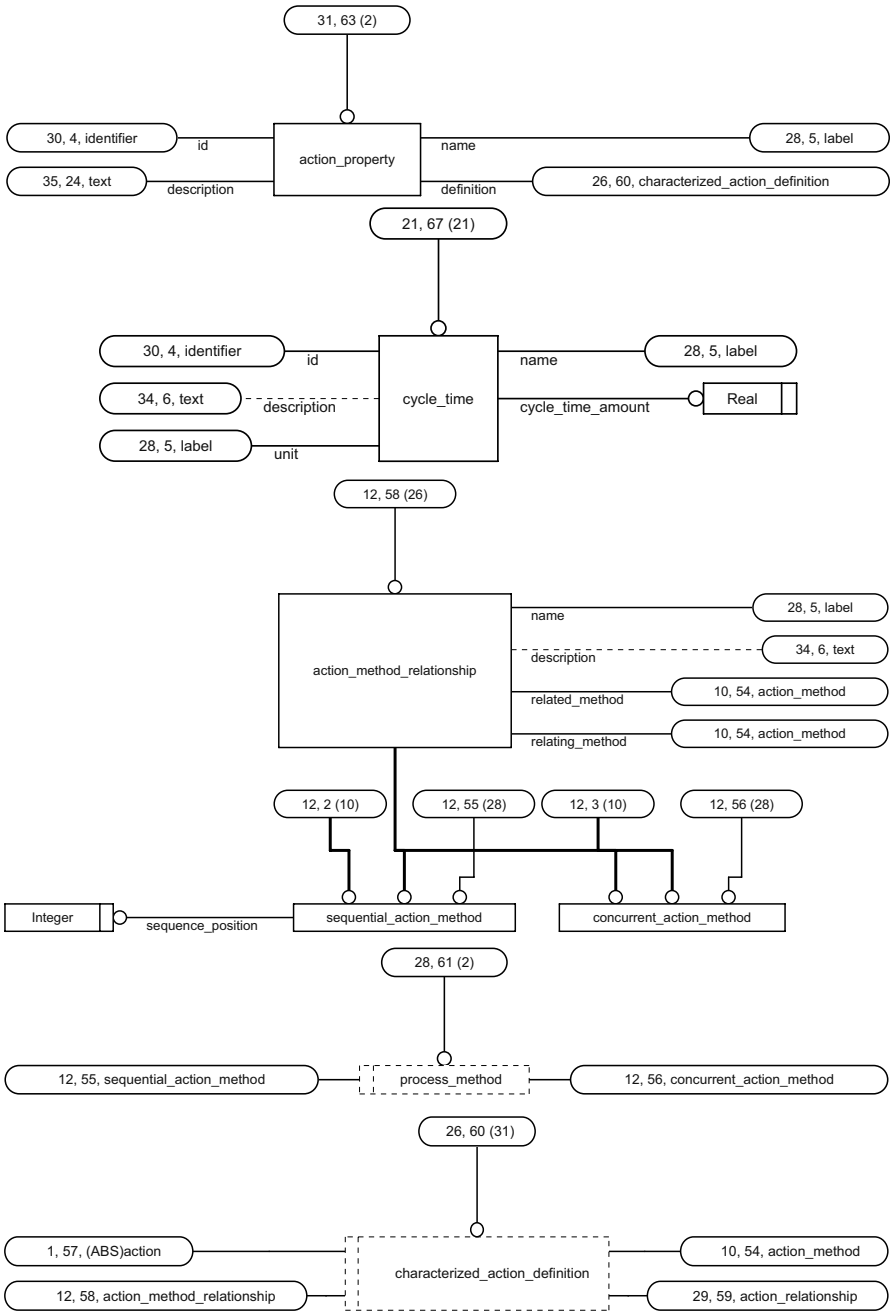 31, 63 (2)
30, 4, identifier
id
action_property
name
28, 5, label
35, 24, text
description
definition
26, 60, characterized_action_definition
21, 67 (21)
30, 4, identifier
id
name
28, 5, label
34, 6, text
description
cycle_time
cycle_time_amount
Real
28, 5, label
unit
12, 58 (26)
name
28, 5, label
description
34, 6, text
action_method_relationship
related_method
10, 54, action_method
relating_method
10, 54, action_method
12, 2 (10)
12, 55 (28)
12, 3 (10)
12, 56 (28)
Integer
sequence_position
sequential_action_method
concurrent_action_method
28, 61 (2)
12, 55, sequential_action_method
process_method
12, 56, concurrent_action_method
26, 60 (31)
1, 57, (ABS)action
10, 54, action_method
characterized_action_definition
12, 58, action_method_relationship
29, 59, action_relationship